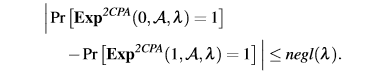 |Pr[Exp^{2CPA}(0, 𝒜, λ) = 1]
− Pr[Exp^{2CPA}(1, 𝒜, λ) = 1]| ≤ negl(λ).